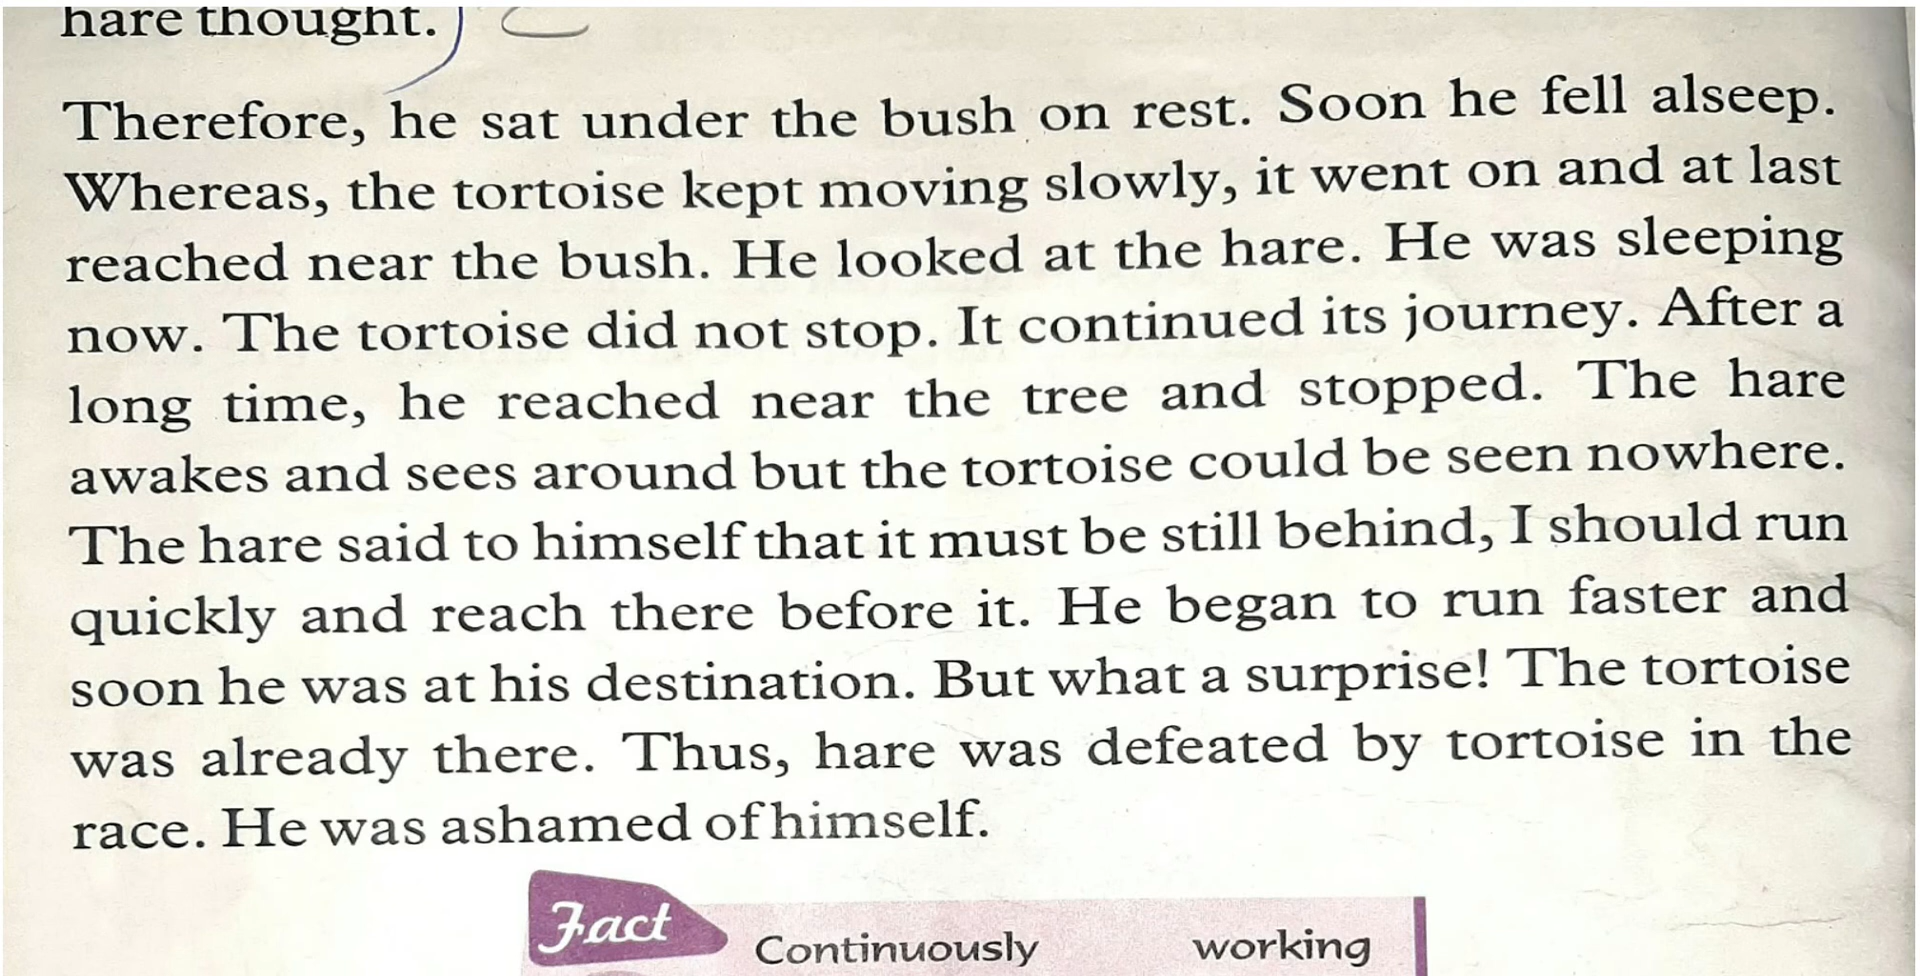 hare thought.
Therefore, he sat under the bush on rest. Soon he fell alseep.
Whereas, the tortoise kept moving slowly, it went on and at last
reached near the bush. He looked at the hare. He was sleeping
now. The tortoise did not stop. It continued its journey. After a
long time, he reached near the tree and stopped. The hare
awakes and sees around but the tortoise could be seen nowhere.
The hare said to himself that it must be still behind, I should run
quickly and reach there before it. He began to run faster and
soon he was at his destination. But what a surprise! The tortoise
was already there. Thus, hare was defeated by tortoise in the
race. He was ashamed of himself.
Fact
Continuously working